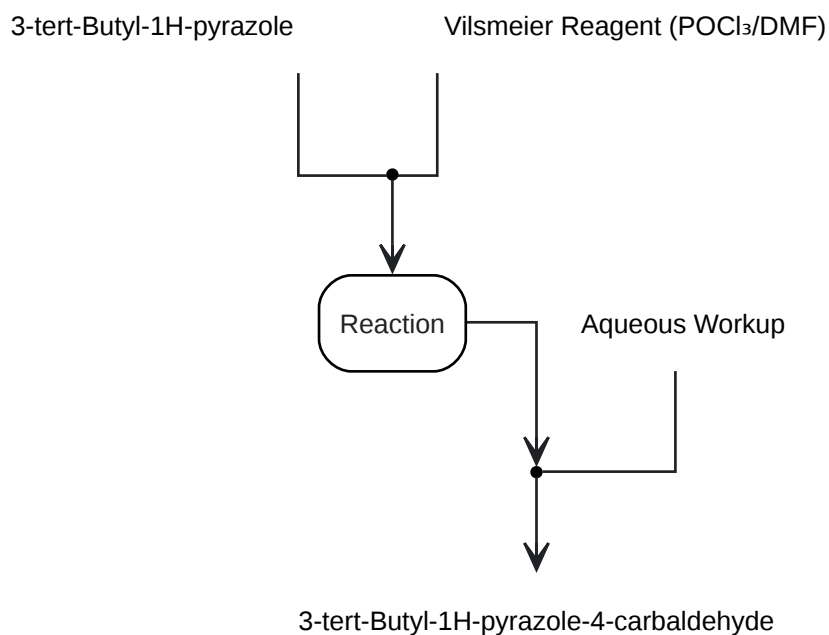 3-tert-Butyl-1H-pyrazole
Vilsmeier Reagent (POCl₃/DMF)
Reaction
Aqueous Workup
3-tert-Butyl-1H-pyrazole-4-carbaldehyde